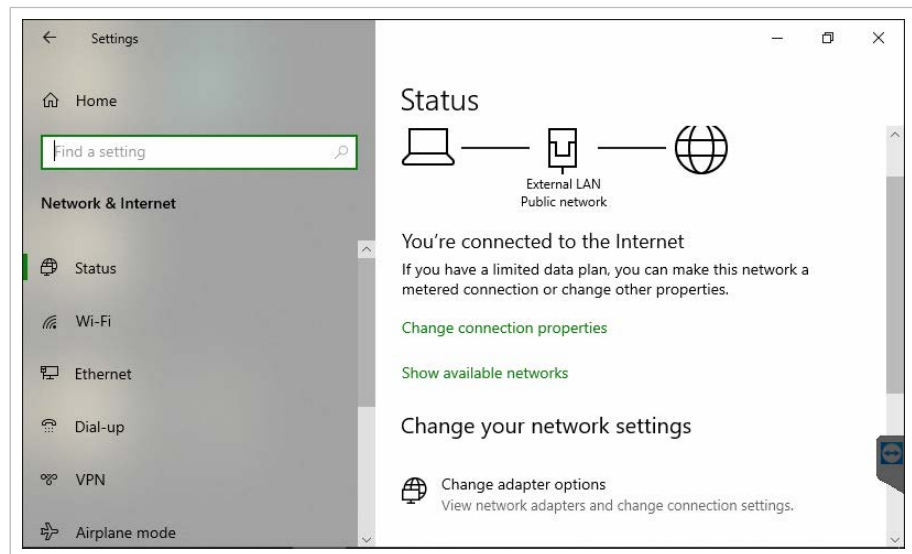 Settings
Home
Find a setting
Network & Internet
Status
Wi-Fi
Ethernet
Dial-up
VPN
Airplane mode
Status
External LAN
Public network
You're connected to the Internet
If you have a limited data plan, you can make this network a
metered connection or change other properties.
Change connection properties
Show available networks
Change your network settings
Change adapter options
View network adapters and change connection settings.